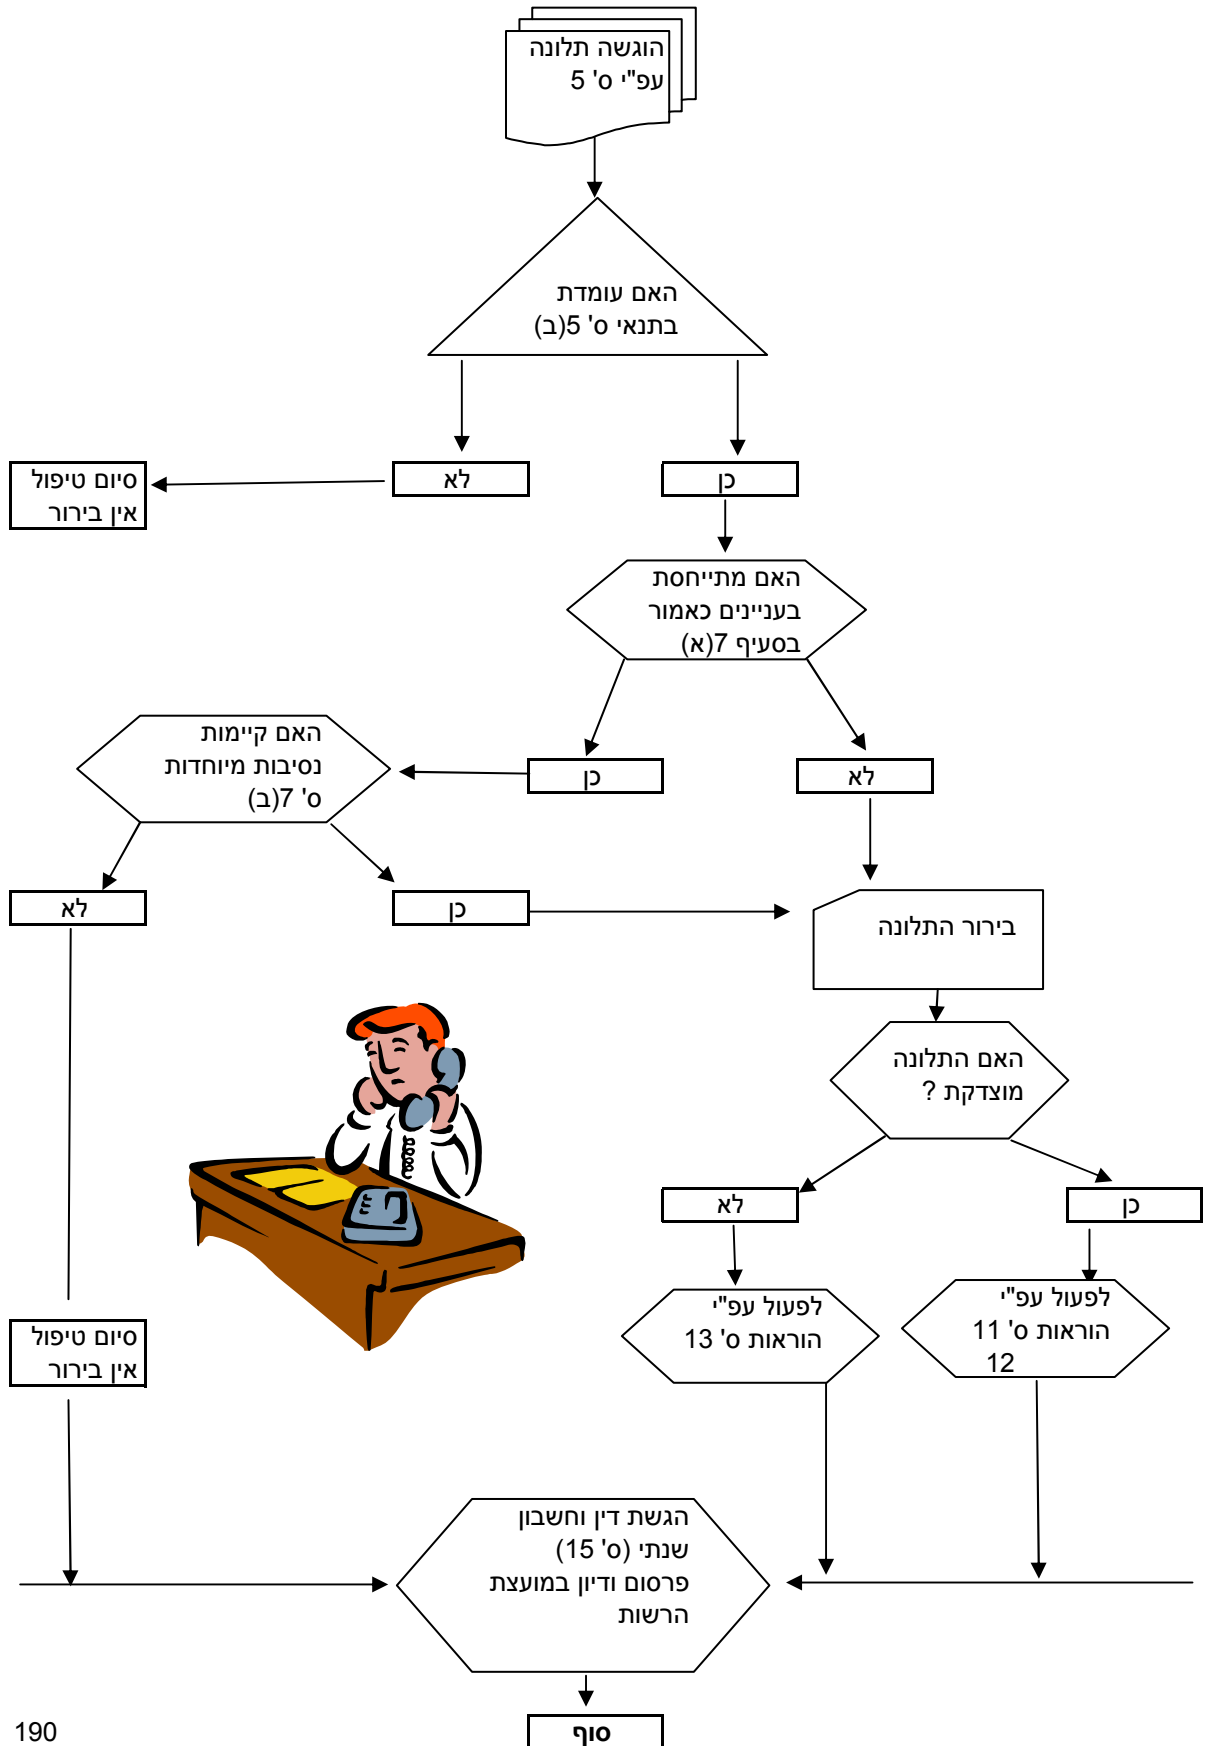 הוגשה תלונה
עפ"י ס' 5
האם עומדת
בתנאי ס' 5(ב)
סיום טיפול
אין בירור
לא
כן
האם מתייחסת
בעניינים כאמור
בסעיף 7(א)
האם קיימות
נסיבות מיוחדות
ס' 7(ב)
כן
לא
לא
כן
בירור התלונה
האם התלונה
מוצדקת ?
לא
כן
לפעול עפ"י
הוראות ס' 13
לפעול עפ"י
הוראות ס' 11
12
סיום טיפול
אין בירור
הגשת דין וחשבון
שנתי (ס' 15)
פרסום ודיון במועצת
הרשות
סוף
190